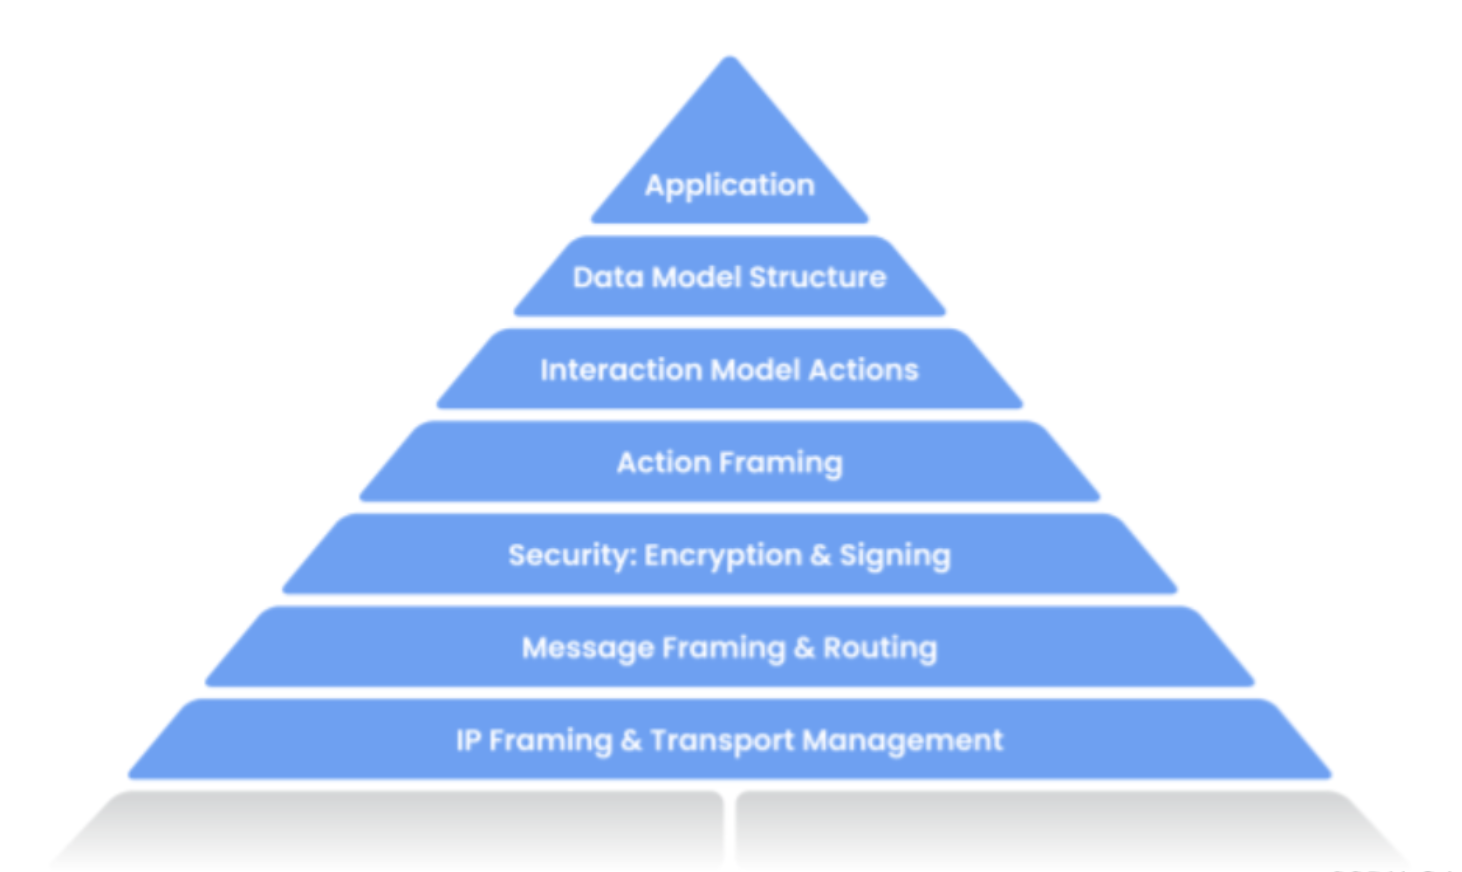 Application
Data Model Structure
Interaction Model Actions
Action Framing
Security: Encryption & Signing
Message Framing & Routing
IP Framing & Transport Management